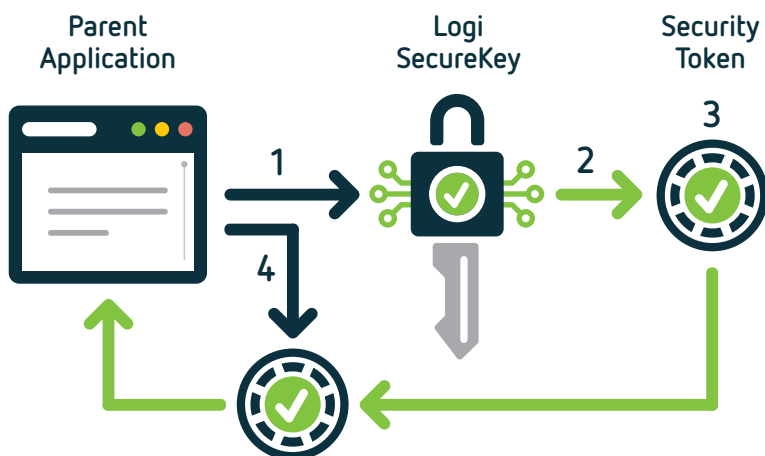 Parent
Application
Logi
SecureKey
Security
Token
1
2
3
4